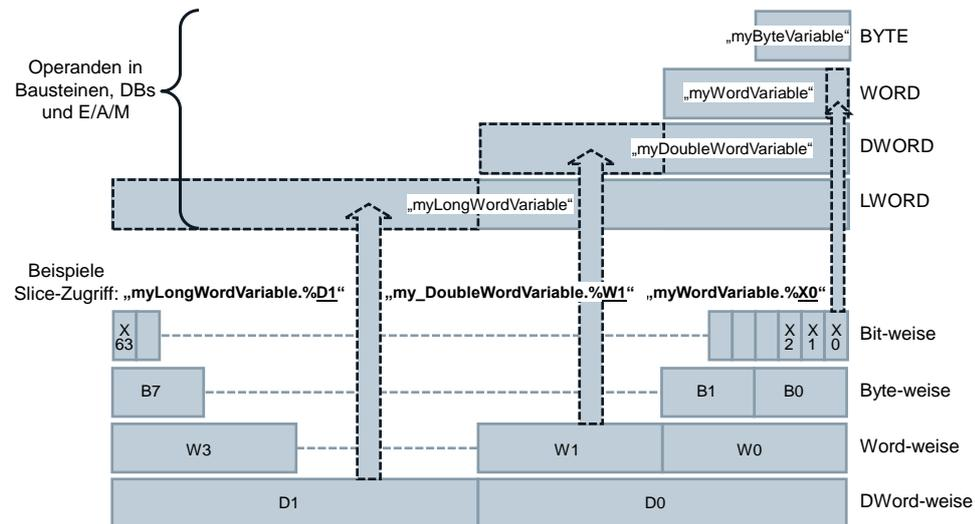 „myByteVariable“ BYTE
Operanden in
Bausteinen, DBs
und E/A/M
„myWordVariable“ WORD
„myDoubleWordVariable“ DWORD
„myLongWordVariable“ LWORD
Beispiele
Slice-Zugriff: „myLongWordVariable.%D1“ „my_DoubleWordVariable.%W1“ „myWordVariable.%X0“
X 63 X 2 X 1 X 0 Bit-weise
B7 B1 B0 Byte-weise
W3 W1 W0 Word-weise
D1 D0 DWord-weise